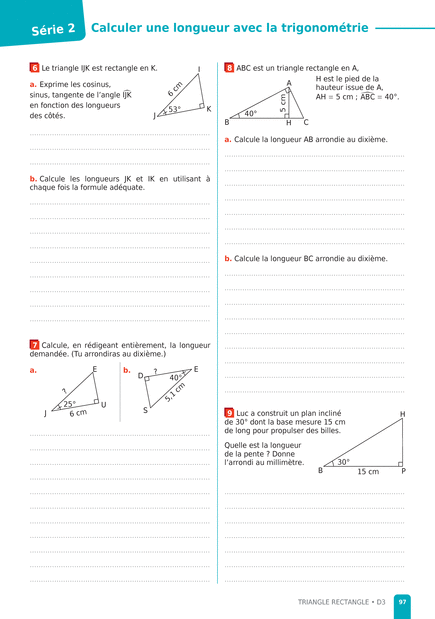 Série 2
Calculer une longueur avec la trigonométrie
6 Le triangle IJK est rectangle en K.
a. Exprime les cosinus,
sinus, tangente de l'angle IJK
en fonction des longueurs
des côtés.
I
6 cm
53°
J
K
b. Calcule les longueurs JK et IK en utilisant à
chaque fois la formule adéquate.
7 Calcule, en rédigeant entièrement, la longueur
demandée. (Tu arrondiras au dixième.)
a.
E
?
25°
U
J
6 cm
b.
?
E
D
40°
5,1 cm
S
8 ABC est un triangle rectangle en A,
H est le pied de la
hauteur issue de A,
AH = 5 cm ; ABC = 40°.
A
5 cm
40°
B
H
C
a. Calcule la longueur AB arrondie au dixième.
b. Calcule la longueur BC arrondie au dixième.
9 Luc a construit un plan incliné
de 30° dont la base mesure 15 cm
de long pour propulser des billes.
Quelle est la longueur
de la pente ? Donne
l'arrondi au millimètre.
H
30°
B
15 cm
P
TRIANGLE RECTANGLE • D3
97